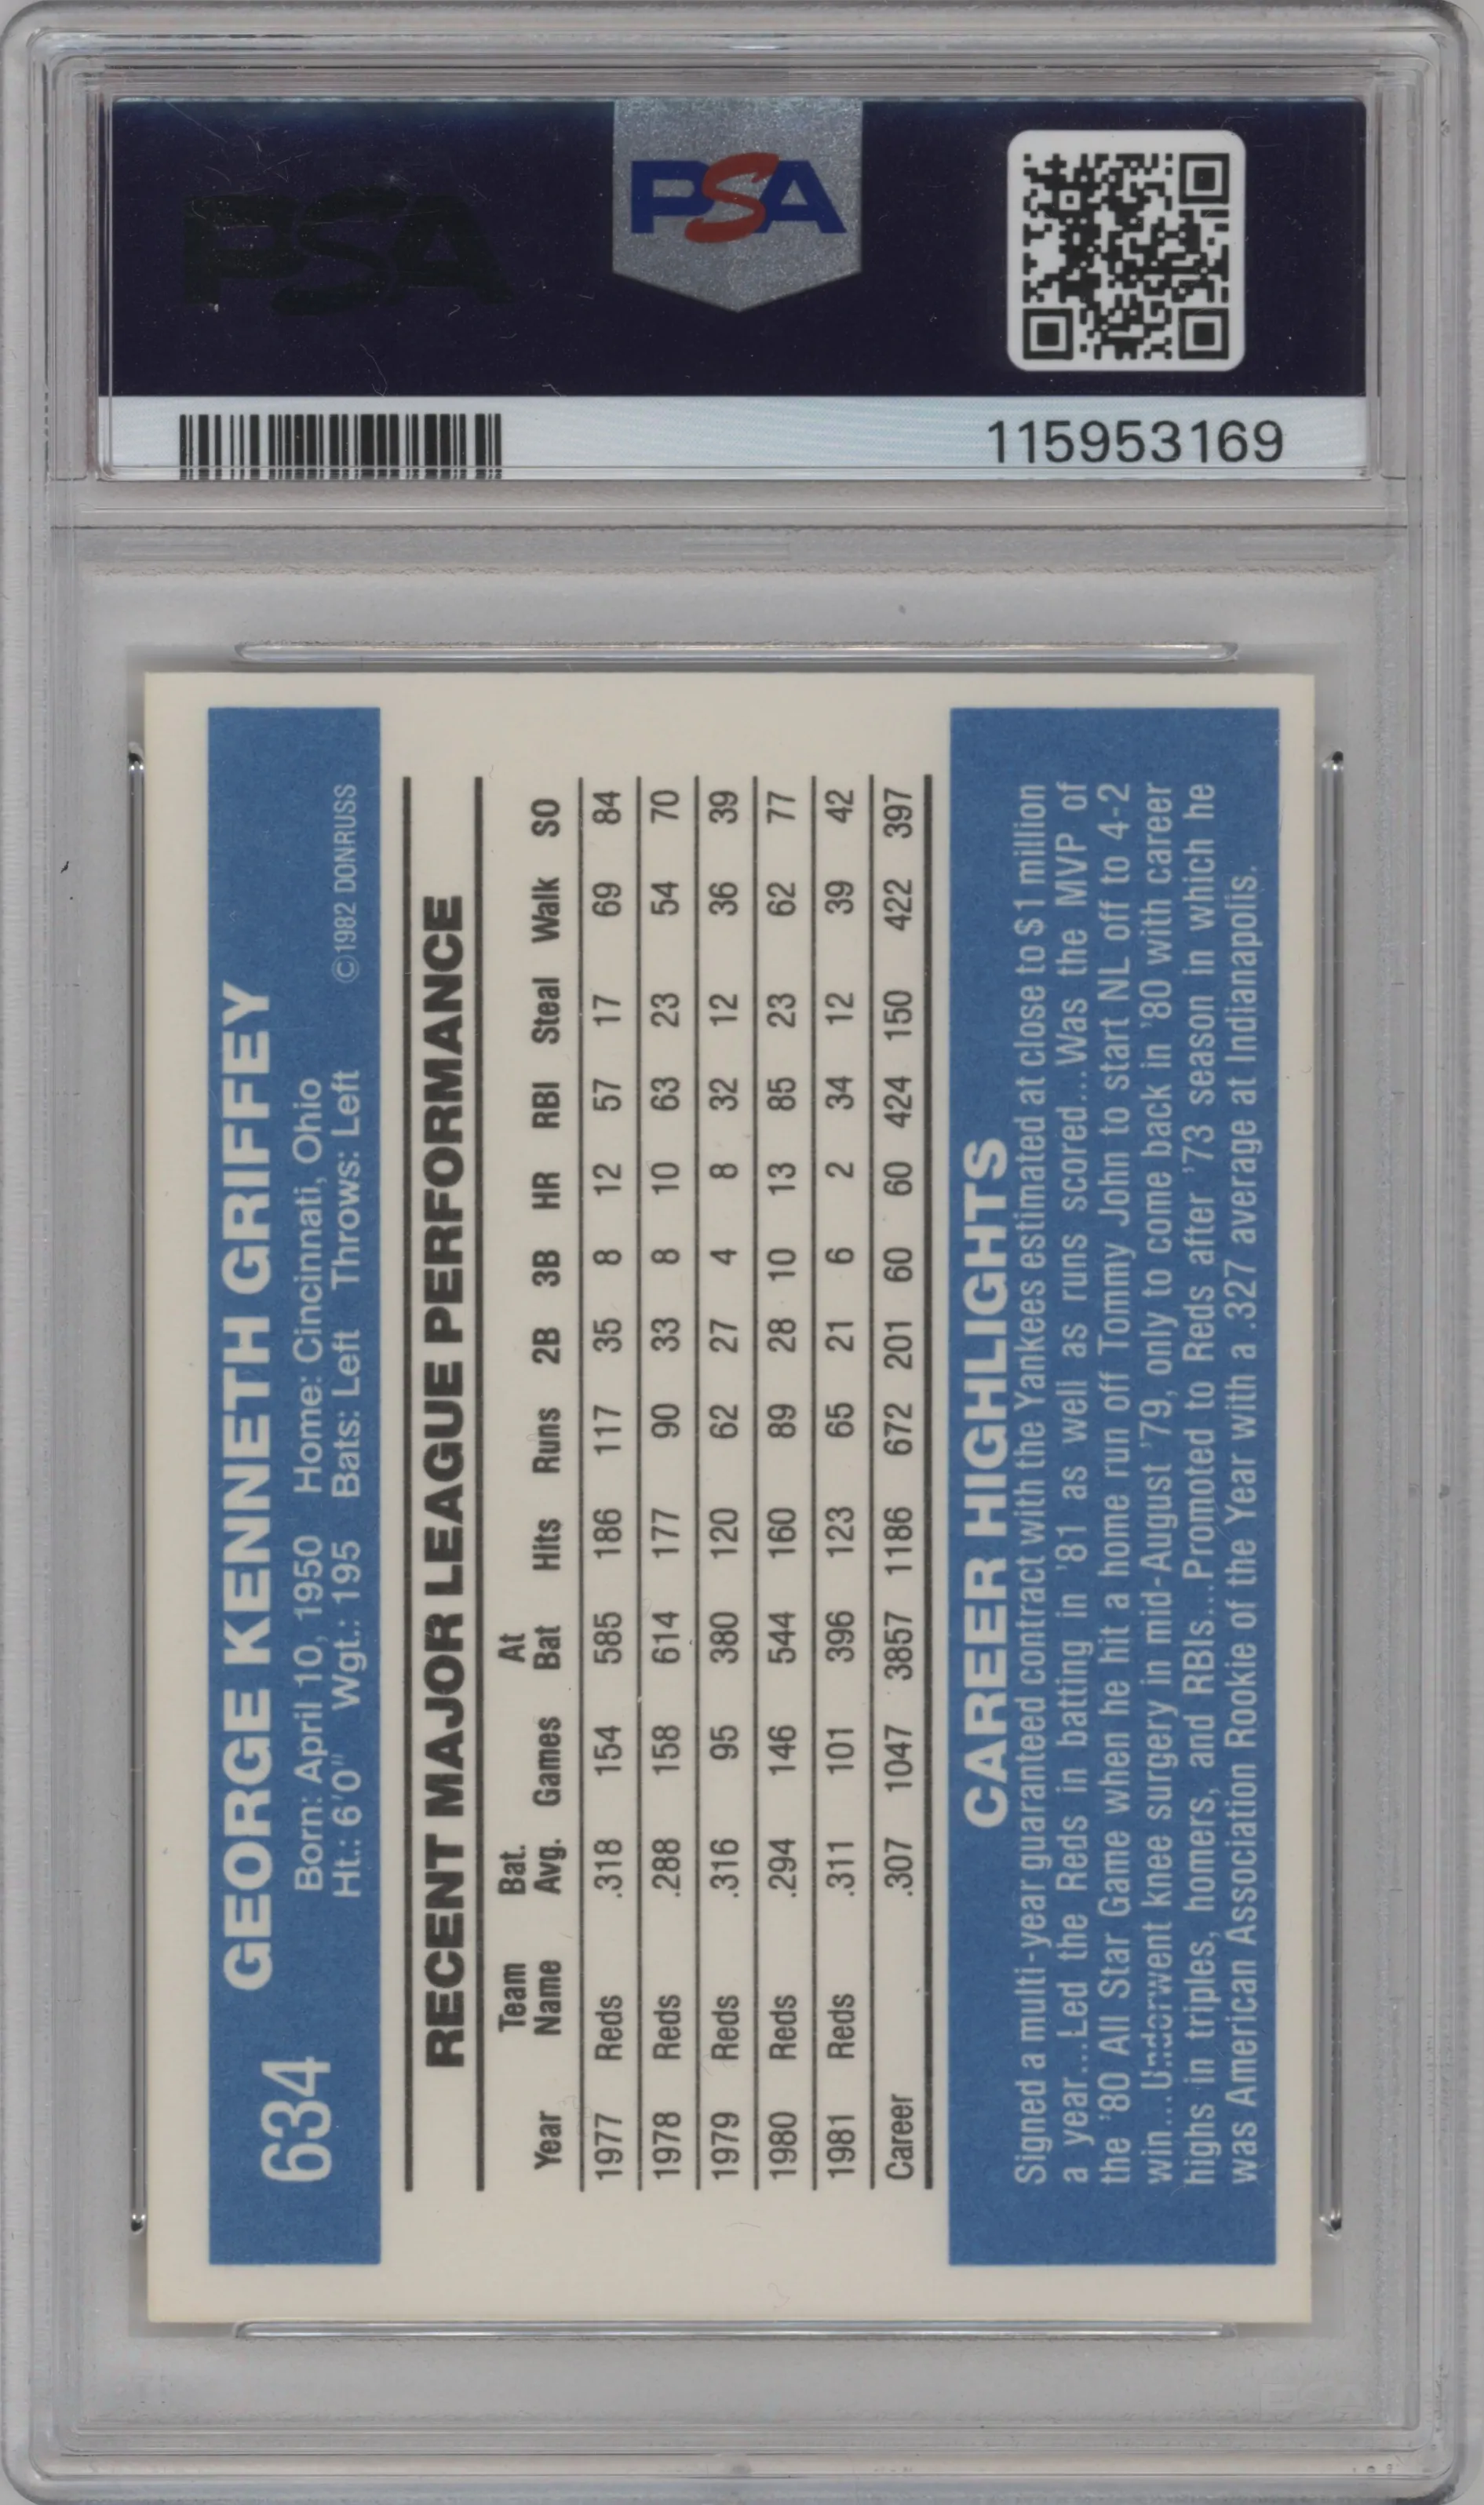 PSA
PSA
115953169
634
GEORGE KENNETH GRIFFEY
Born: April 10, 1950 Home: Cincinnati, Ohio
Ht.: 6'0" Wgt.: 195 Bats: Left Throws: Left ©1982 DONRUSS
RECENT MAJOR LEAGUE PERFORMANCE
Year Team Name Bat. Avg. Games At Bat Hits Runs 2B 3B HR RBI Steal Walk SO
1977 Reds .318 154 585 186 117 35 8 12 57 17 69 84
1978 Reds .288 158 614 177 90 33 8 10 63 23 54 70
1979 Reds .316 95 380 120 62 27 4 8 32 12 36 39
1980 Reds .294 146 544 160 89 28 10 13 85 23 62 77
1981 Reds .311 101 396 123 65 21 6 2 34 12 39 42
Career .307 1047 3857 1186 672 201 60 60 424 150 422 397
CAREER HIGHLIGHTS
Signed a multi-year guaranteed contract with the Yankees estimated at close to $1 million
a year...Led the Reds in batting in '81 as well as runs scored...Was the MVP of
the '80 All Star Game when he hit a home run off Tommy John to start NL off to 4-2
win...Underwent knee surgery in mid-August '79, only to come back in '80 with career
highs in triples, homers, and RBIs...Promoted to Reds after '73 season in which he
was American Association Rookie of the Year with a .327 average at Indianapolis.
PSA